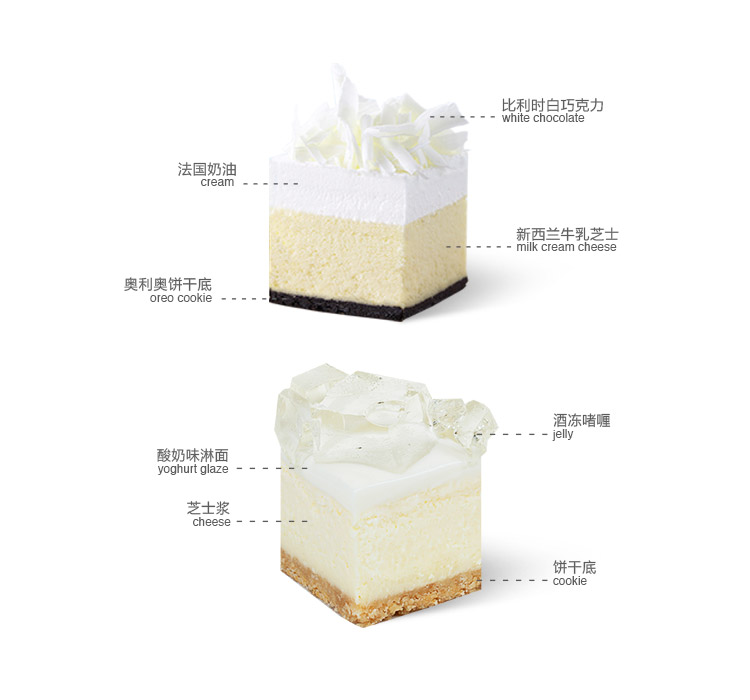 比利时白巧克力
white chocolate
法国奶油
cream
新西兰牛乳芝士
milk cream cheese
奥利奥饼干底
oreo cookie
酒冻啫喱
jelly
酸奶味淋面
yoghurt glaze
芝士浆
cheese
饼干底
cookie